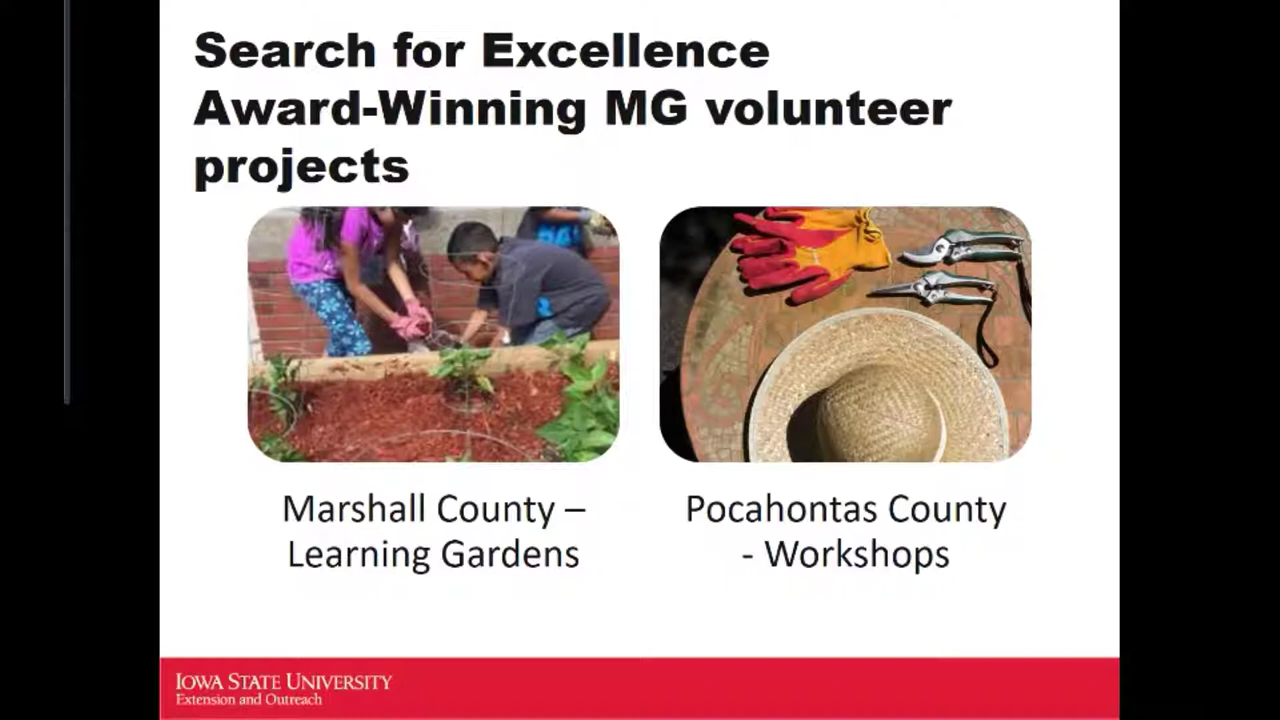 Search for Excellence
Award-Winning MG volunteer
projects
Marshall County –
Learning Gardens
Pocahontas County
- Workshops
IOWA STATE UNIVERSITY
Extension and Outreach